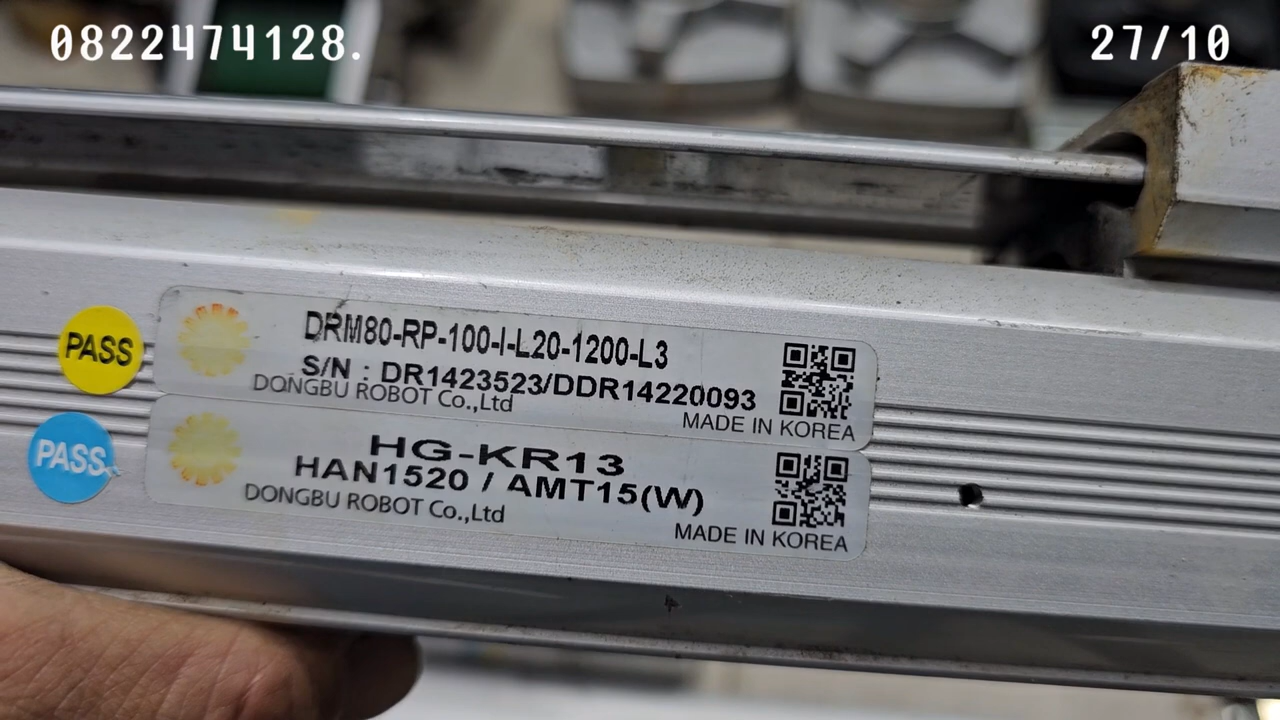 0822474128.
27/10
PASS
DRM80-RP-100-I-L20-1200-L3
S/N : DR1423523/DDR14220093
DONGBU ROBOT Co.,Ltd
MADE IN KOREA
PASS
HG-KR13
HAN1520 / AMT15(W)
DONGBU ROBOT Co.,Ltd
MADE IN KOREA